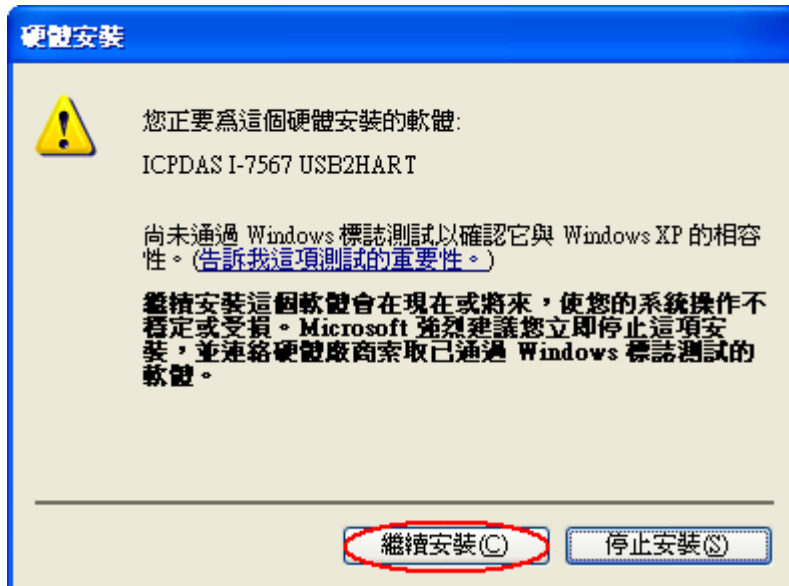 硬體安裝
您正要為這個硬體安裝的軟體:
ICPDAS I-7567 USB2HART
尚未通過 Windows 標誌測試以確認它與 Windows XP 的相容
性。(告訴我這項測試的重要性。)
繼續安裝這個軟體會在現在或將來，使您的系統操作不
穩定或受損。Microsoft 強烈建議您立即停止這項安
裝，並連絡硬體廠商索取已通過 Windows 標誌測試的
軟體。
繼續安裝(C)
停止安裝(S)